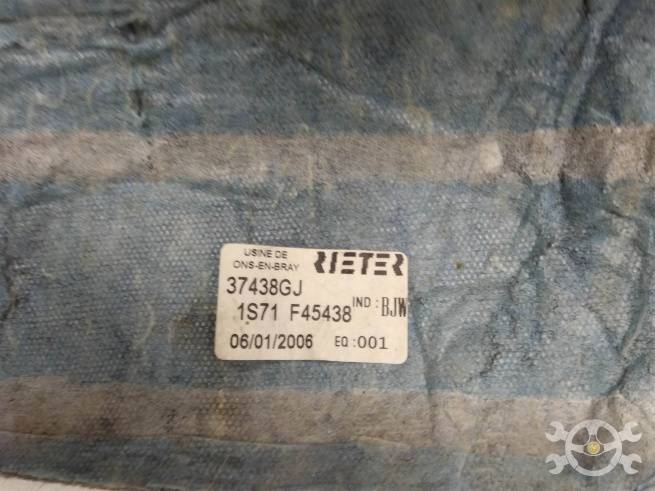 USINE DE
ONS-EN-BRAY
RIETER
37438GJ
1S71 F45438 IND : BJW
06/01/2006 EQ :001